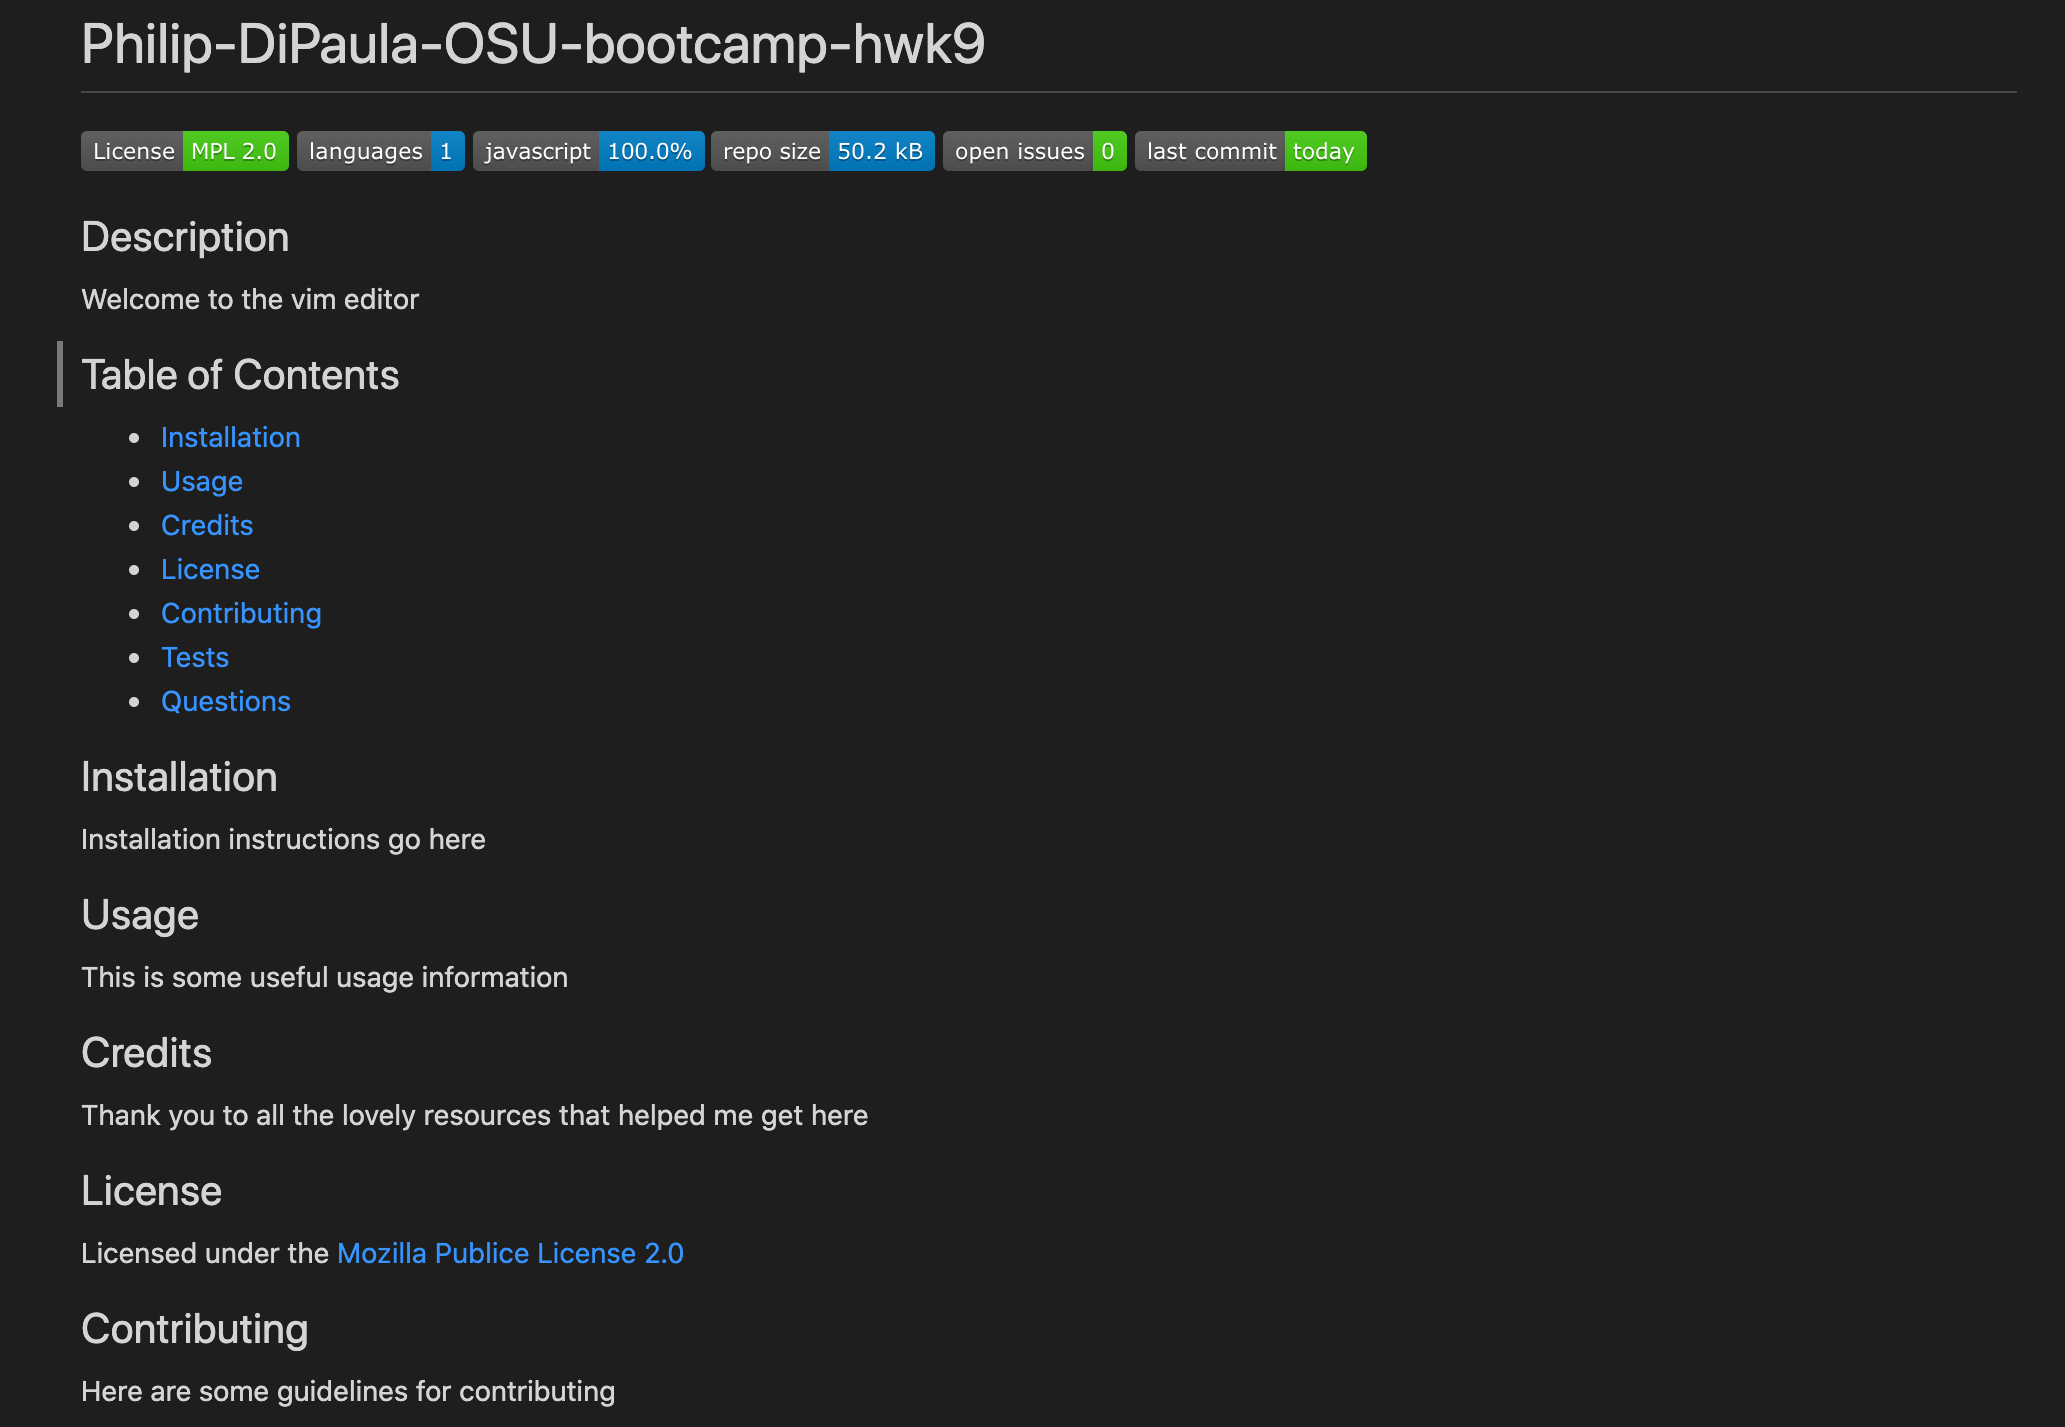 Philip-DiPaula-OSU-bootcamp-hwk9
License MPL 2.0 languages 1 javascript 100.0% repo size 50.2 kB open issues 0 last commit today
Description
Welcome to the vim editor
Table of Contents
Installation
Usage
Credits
License
Contributing
Tests
Questions
Installation
Installation instructions go here
Usage
This is some useful usage information
Credits
Thank you to all the lovely resources that helped me get here
License
Licensed under the Mozilla Publice License 2.0
Contributing
Here are some guidelines for contributing